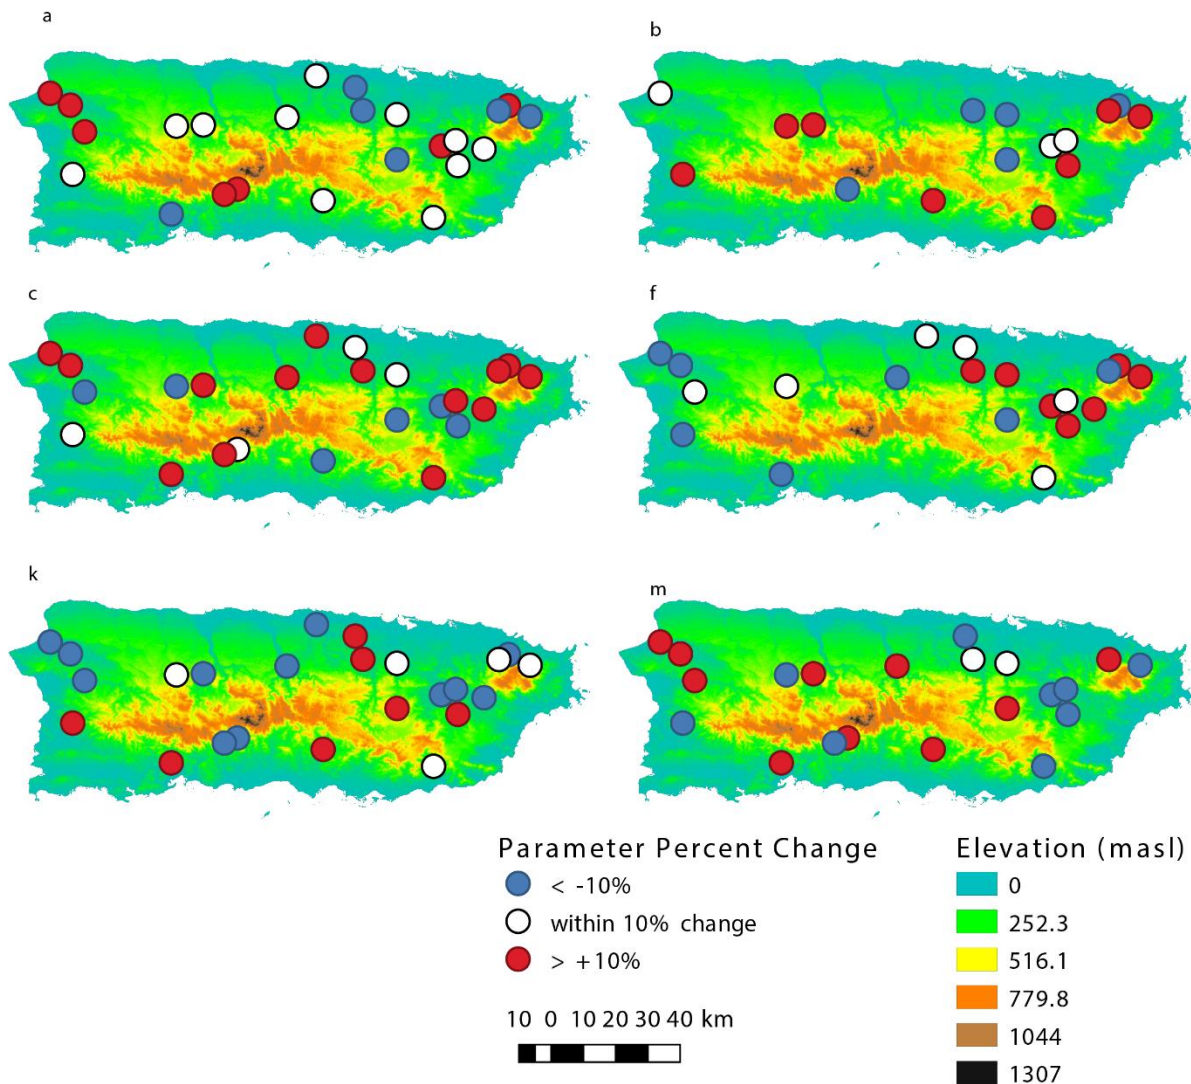 a
b
c
f
k
m
Parameter Percent Change
< -10%
within 10% change
> +10%
10 0 10 20 30 40 km
Elevation (masl)
0
252.3
516.1
779.8
1044
1307